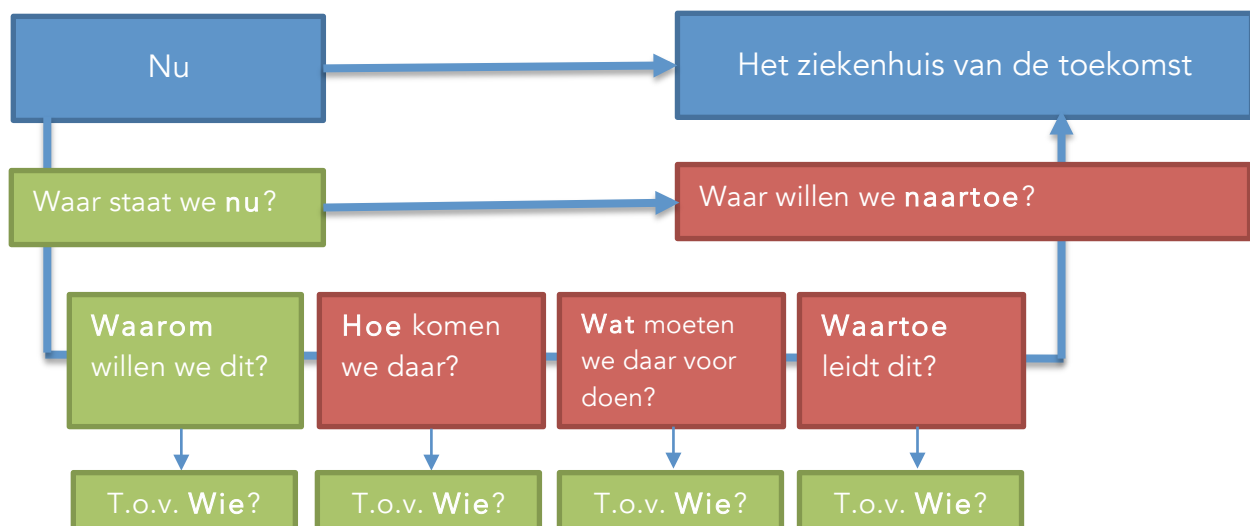 Nu
Het ziekenhuis van de toekomst
Waar staat we nu?
Waar willen we naartoe?
Waarom
willen we dit?
Hoe komen
we daar?
Wat moeten
we daar voor
doen?
Waartoe
leidt dit?
T.o.v. Wie?
T.o.v. Wie?
T.o.v. Wie?
T.o.v. Wie?